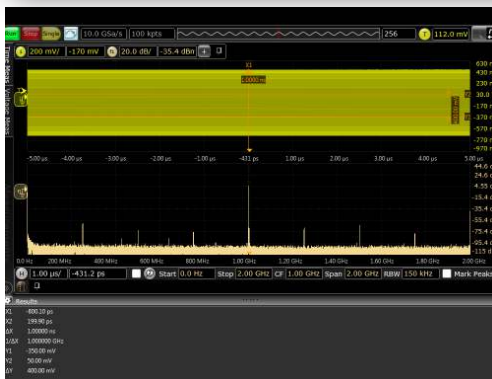 Run Stop Single 10.0 GSa/s 100 kpts 256 T 112.0 mV
200 mV/ -170 mV 20.0 dB/ -35.4 dBm
Time Meas
Voltage Meas
X1
1.0000 ns
630
430
230
30.0
-170
-370
-570
-770
-970
-5.00 µs -4.00 µs -3.00 µs -2.00 µs -1.00 µs -431 ps 1.00 µs 2.00 µs 3.00 µs 4.00 µs 5.00 µs
44.6
24.6
4.55
-15.4
-35.4
-55.4
-75.4
-95.4
-115
0.0 Hz 200 MHz 400 MHz 600 MHz 800 MHz 1.00 GHz 1.20 GHz 1.40 GHz 1.60 GHz 1.80 GHz 2.00 GHz
H 1.00 µs/ -431.2 ps Start 0.0 Hz Stop 2.00 GHz CF 1.00 GHz Span 2.00 GHz RBW 150 kHz Mark Peaks
Results
X1 -800.10 ps
X2 199.90 ps
ΔX 1.00000 ns
1/ΔX 1.000000 GHz
Y1 -350.00 mV
Y2 50.00 mV
ΔY 400.00 mV